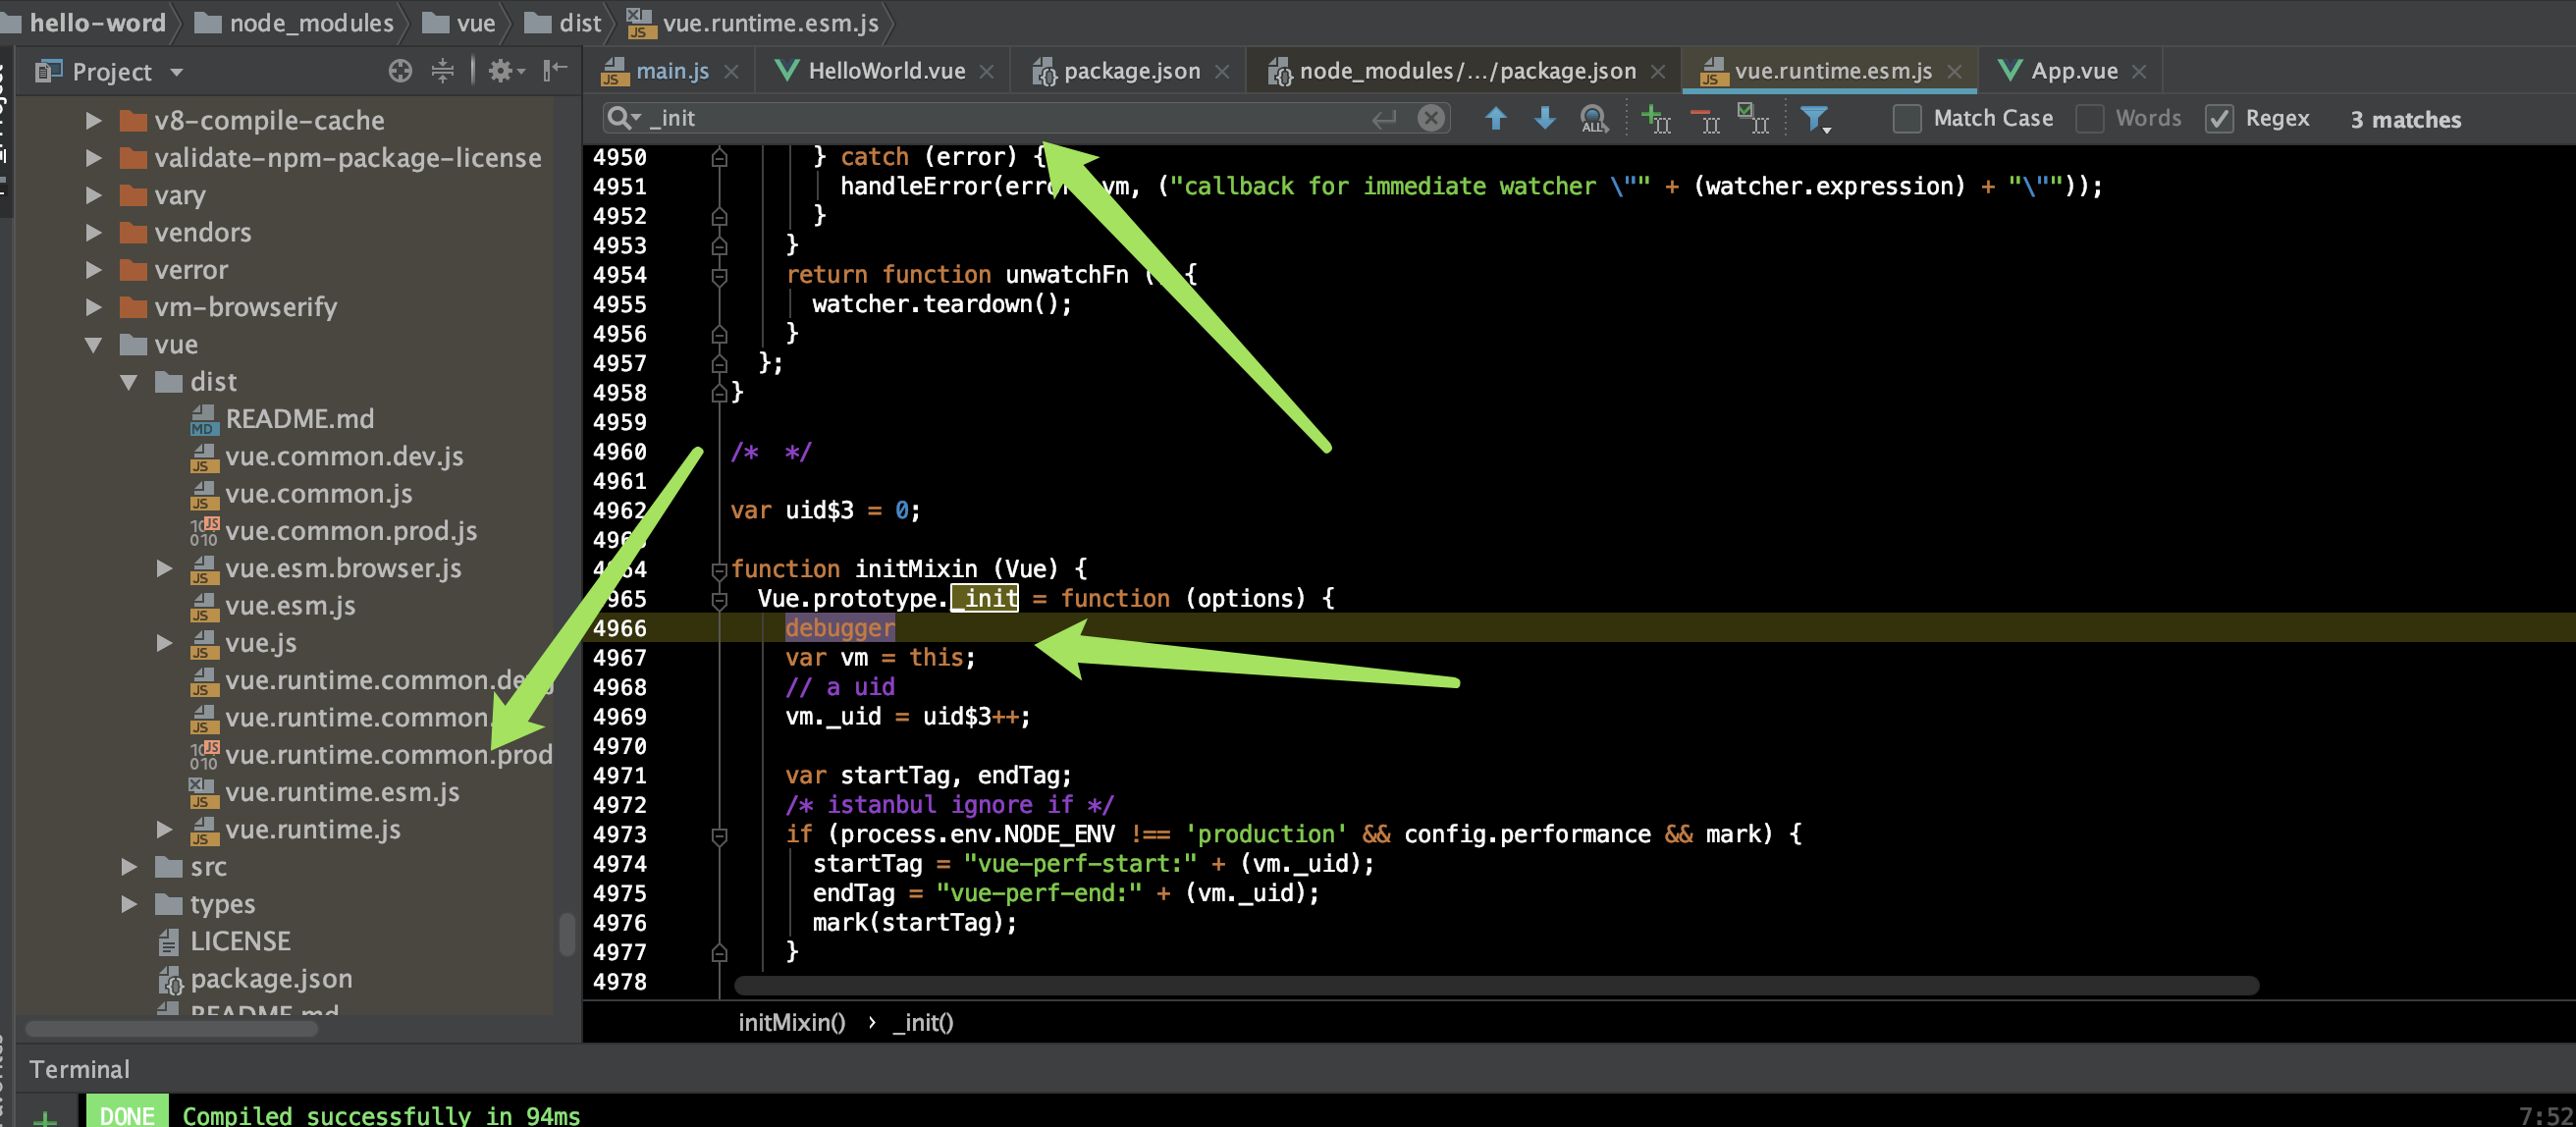 hello-word node_modules vue dist vue.runtime.esm.js
Project
main.js HelloWorld.vue package.json node_modules/.../package.json vue.runtime.esm.js App.vue
_init Match Case Words Regex 3 matches
v8-compile-cache
validate-npm-package-license
vary
vendors
verror
vm-browserify
vue
dist
README.md
vue.common.dev.js
vue.common.js
vue.common.prod.js
vue.esm.browser.js
vue.esm.js
vue.js
vue.runtime.common.de
vue.runtime.common.
vue.runtime.common.prod
vue.runtime.esm.js
vue.runtime.js
src
types
LICENSE
package.json
README.md
4950 } catch (error) {
4951 handleError(error, vm, ("callback for immediate watcher \"" + (watcher.expression) + "\""));
4952 }
4953 }
4954 return function unwatchFn ( {
4955 watcher.teardown();
4956 }
4957 };
4958 }
4959
4960 /* */
4961
4962 var uid$3 = 0;
4963
4964 function initMixin (Vue) {
4965 Vue.prototype._init = function (options) {
4966 debugger
4967 var vm = this;
4968 // a uid
4969 vm._uid = uid$3++;
4970
4971 var startTag, endTag;
4972 /* istanbul ignore if */
4973 if (process.env.NODE_ENV !== 'production' && config.performance && mark) {
4974 startTag = "vue-perf-start:" + (vm._uid);
4975 endTag = "vue-perf-end:" + (vm._uid);
4976 mark(startTag);
4977 }
4978
initMixin() › _init()
Terminal
DONE Compiled successfully in 94ms
7:52